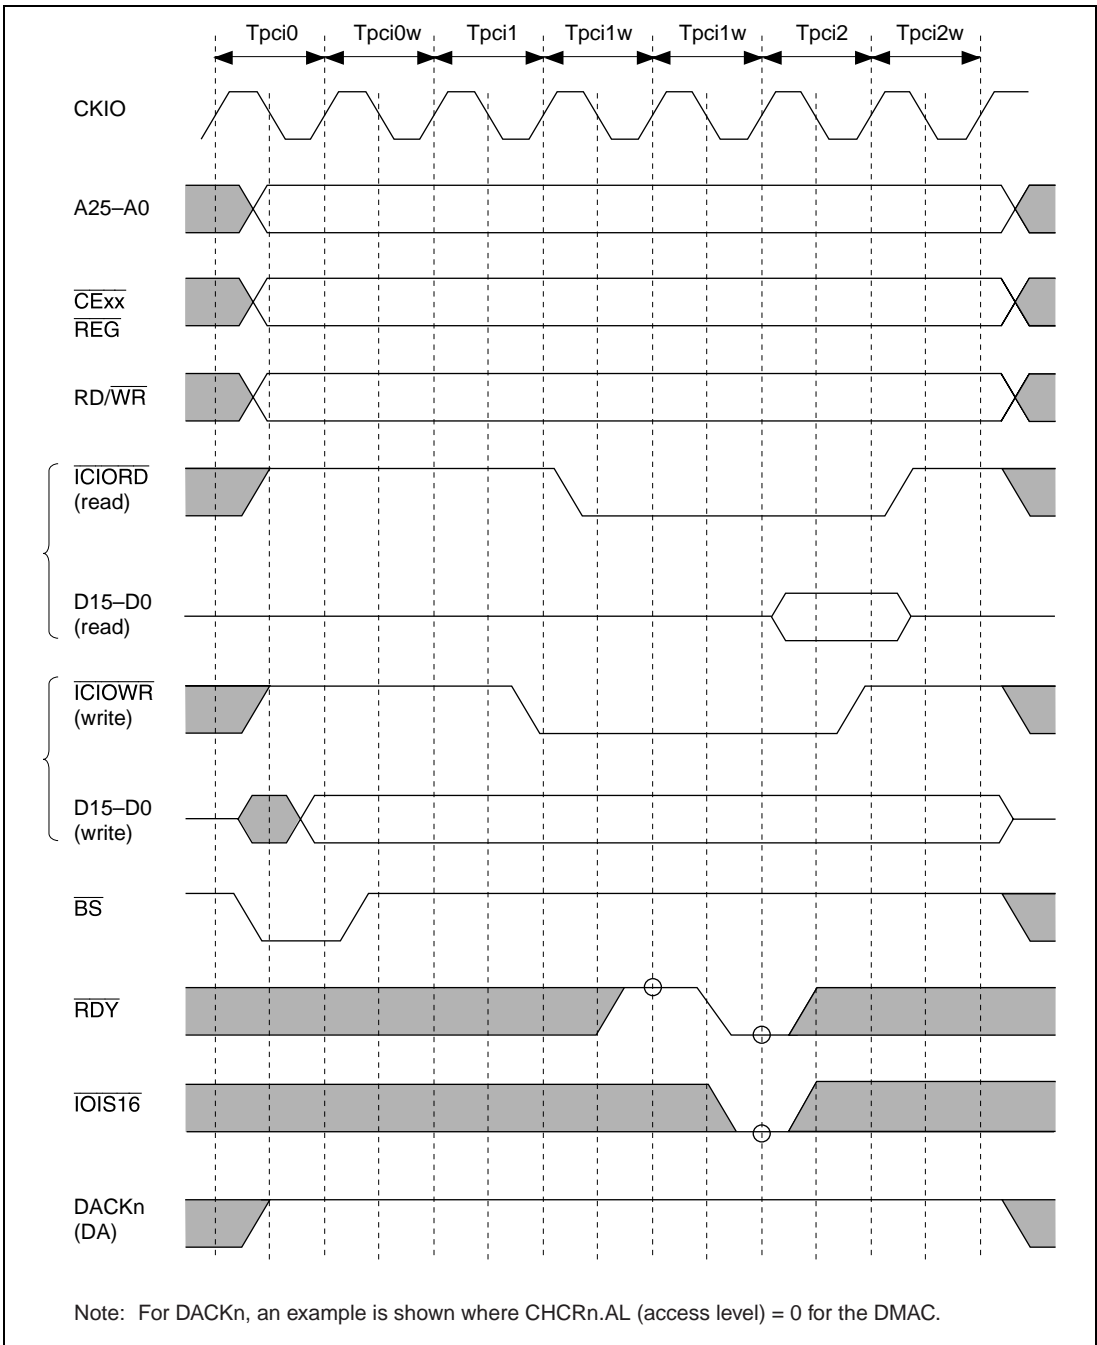 Tpci0 Tpci0w Tpci1 Tpci1w Tpci1w Tpci2 Tpci2w
CKIO
A25–A0
CExx
REG
RD/WR
ICIORD
(read)
D15–D0
(read)
ICIOWR
(write)
D15–D0
(write)
BS
RDY
IOIS16
DACKn
(DA)
Note: For DACKn, an example is shown where CHCRn.AL (access level) = 0 for the DMAC.